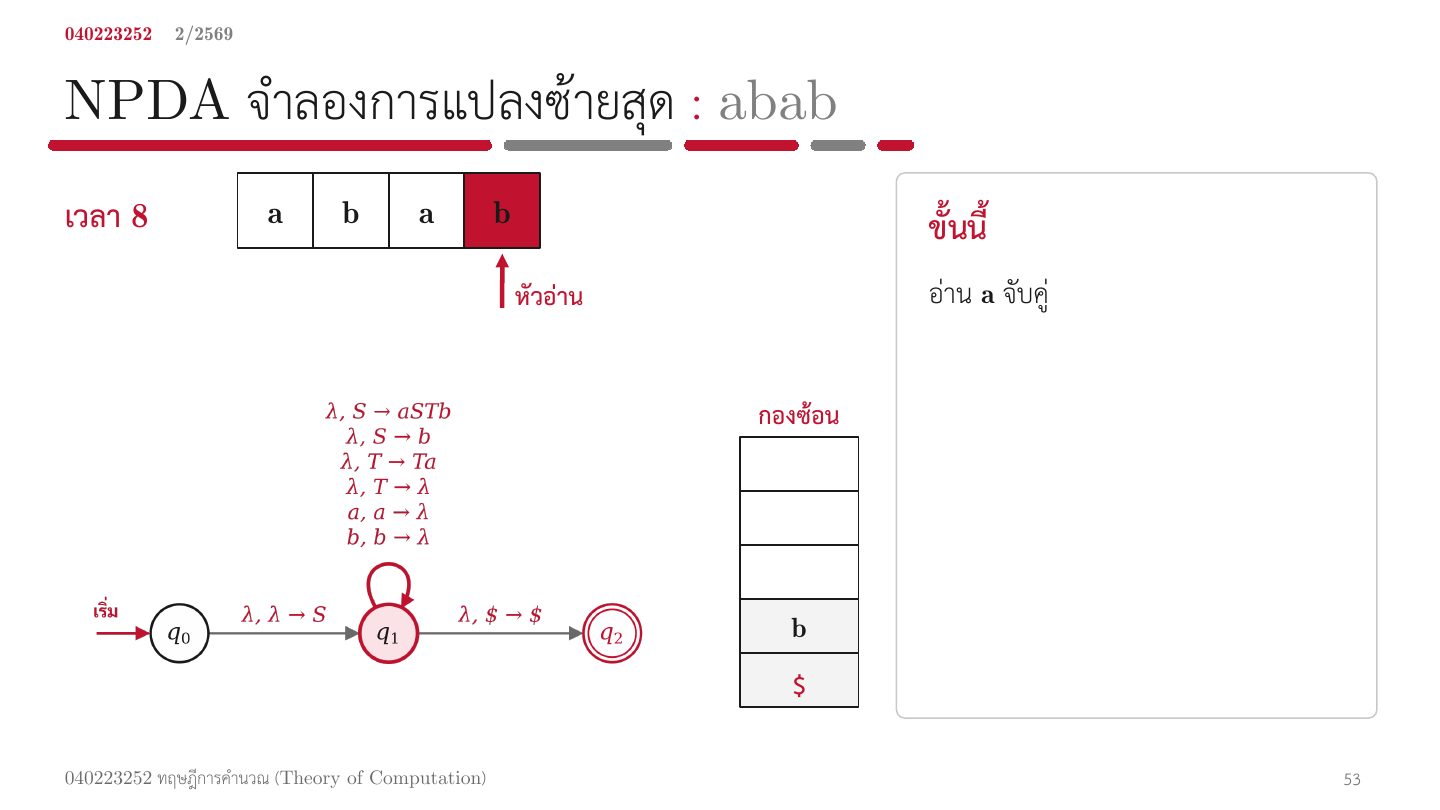 040223252 2/2569
NPDA จำลองการแปลงซ้ายสุด : abab
เวลา 8
a b a b
หัวอ่าน
ขั้นนี้
อ่าน a จับคู่
λ, S → aSTb
λ, S → b
λ, T → Ta
λ, T → λ
a, a → λ
b, b → λ
กองซ้อน
b
$
เริ่ม
q0
λ, λ → S
q1
λ, $ → $
q2
040223252 ทฤษฎีการคำนวณ (Theory of Computation)
53